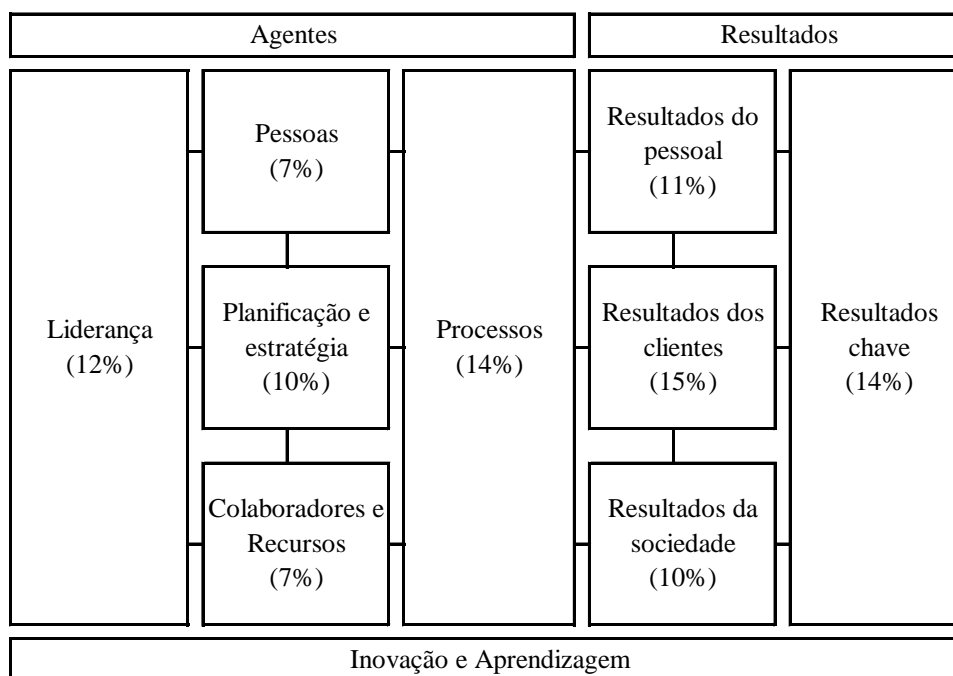 Agentes
Resultados
Liderança
(12%)
Pessoas
(7%)
Planificação e
estratégia
(10%)
Colaboradores e
Recursos
(7%)
Processos
(14%)
Resultados do
pessoal
(11%)
Resultados dos
clientes
(15%)
Resultados da
sociedade
(10%)
Resultados
chave
(14%)
Inovação e Aprendizagem